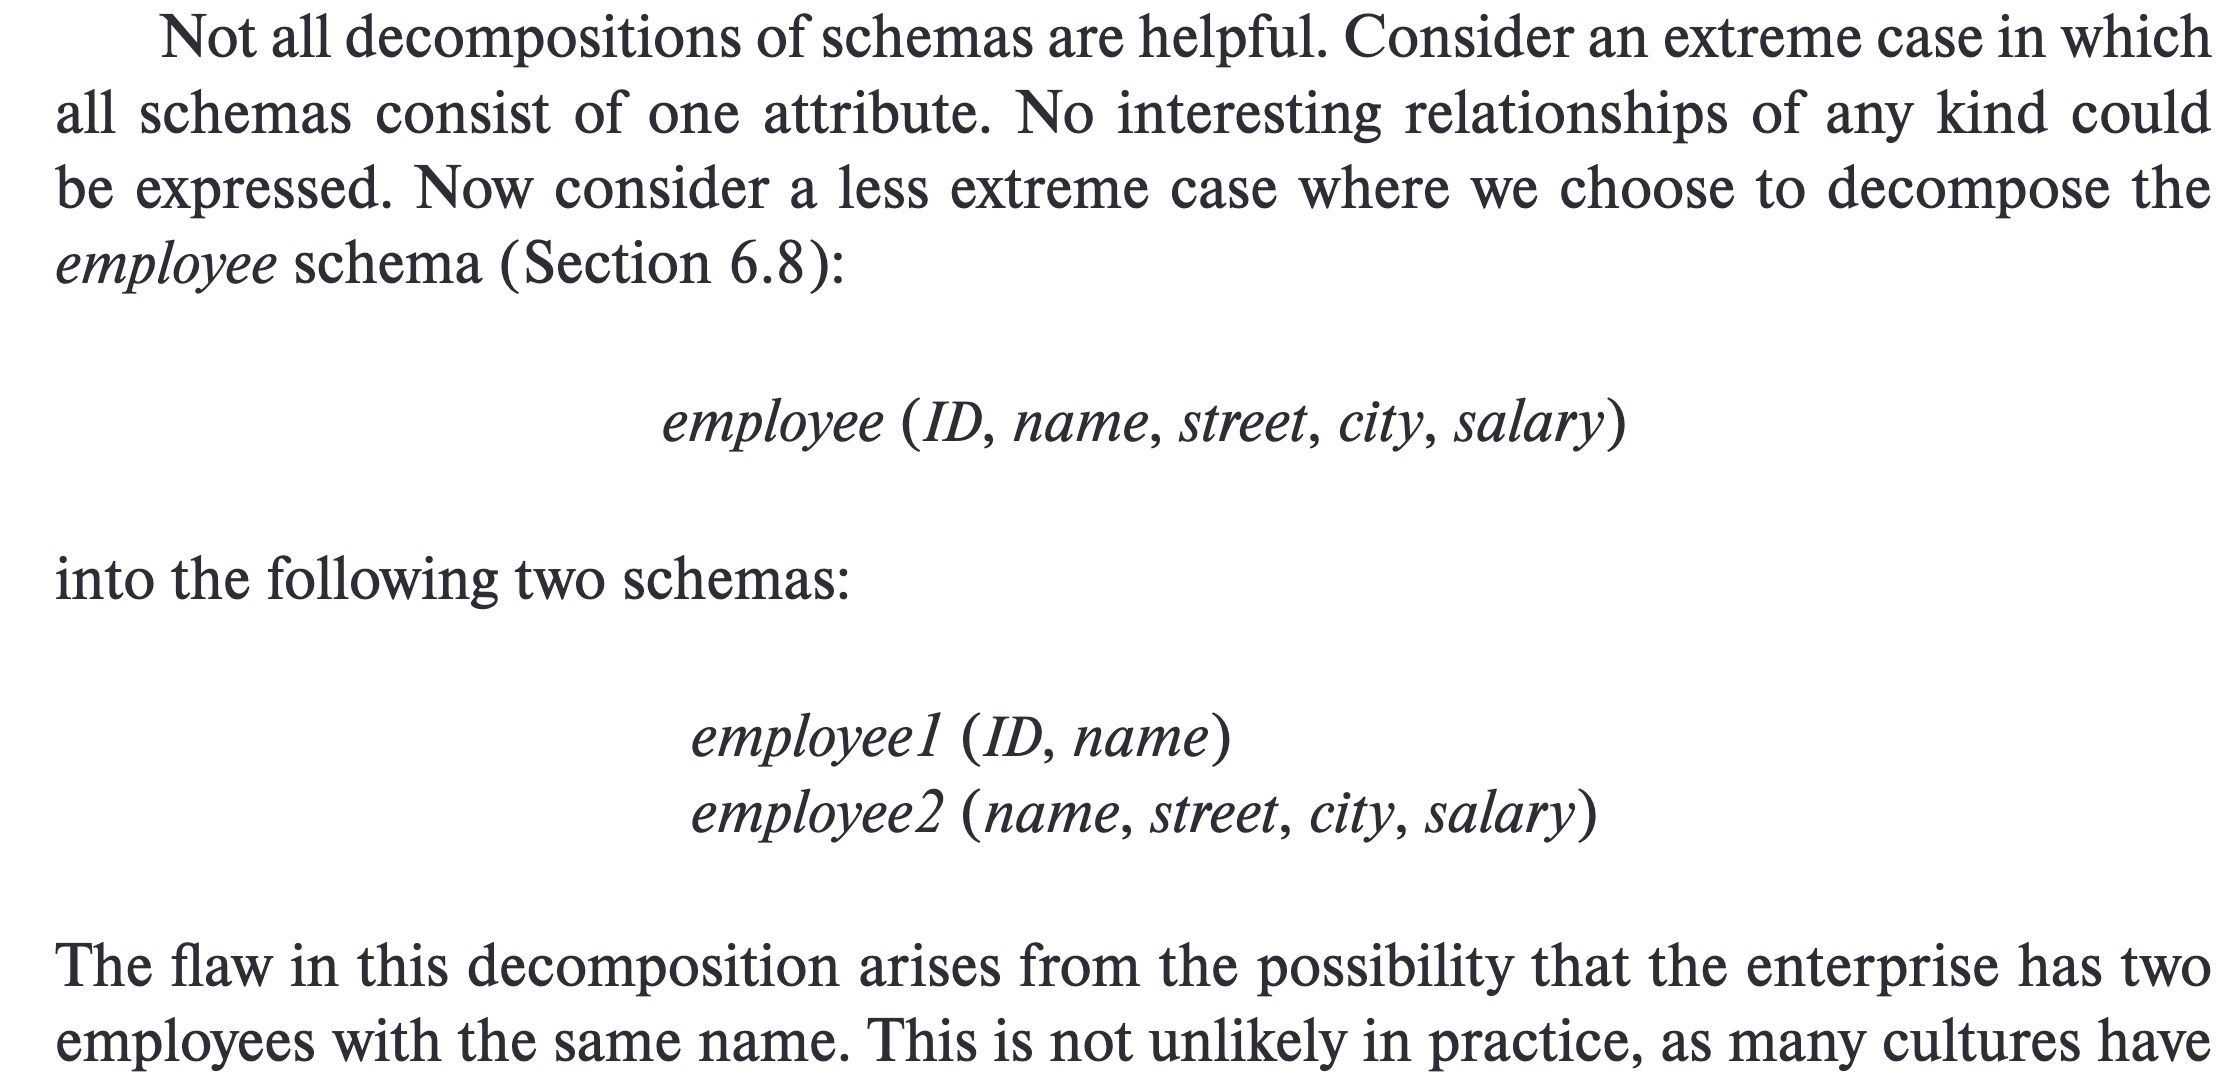 Not all decompositions of schemas are helpful. Consider an extreme case in which
all schemas consist of one attribute. No interesting relationships of any kind could
be expressed. Now consider a less extreme case where we choose to decompose the
employee schema (Section 6.8):
employee (ID, name, street, city, salary)
into the following two schemas:
employee1 (ID, name)
employee2 (name, street, city, salary)
The flaw in this decomposition arises from the possibility that the enterprise has two
employees with the same name. This is not unlikely in practice, as many cultures have